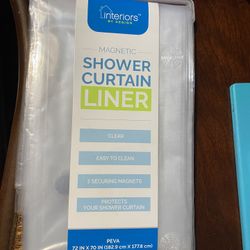 interiors
BY DESIGN
MAGNETIC
SHOWER
CURTAIN
LINER
CLEAR
EASY TO CLEAN
3 SECURING MAGNETS
PROTECTS
YOUR SHOWER CURTAIN
PEVA
72 IN X 70 IN (182.9 cm X 177.8 cm)